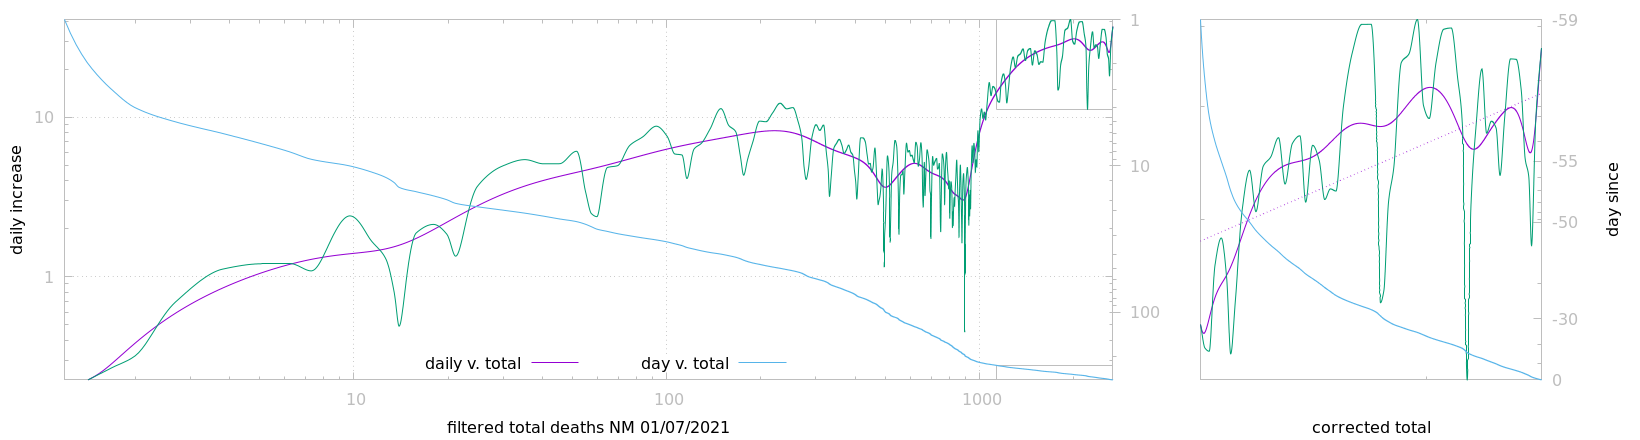 1
-59
10
daily increase
10
-55
-50
day since
1
100
-30
daily v. total
day v. total
0
10
100
1000
filtered total deaths NM 01/07/2021
corrected total